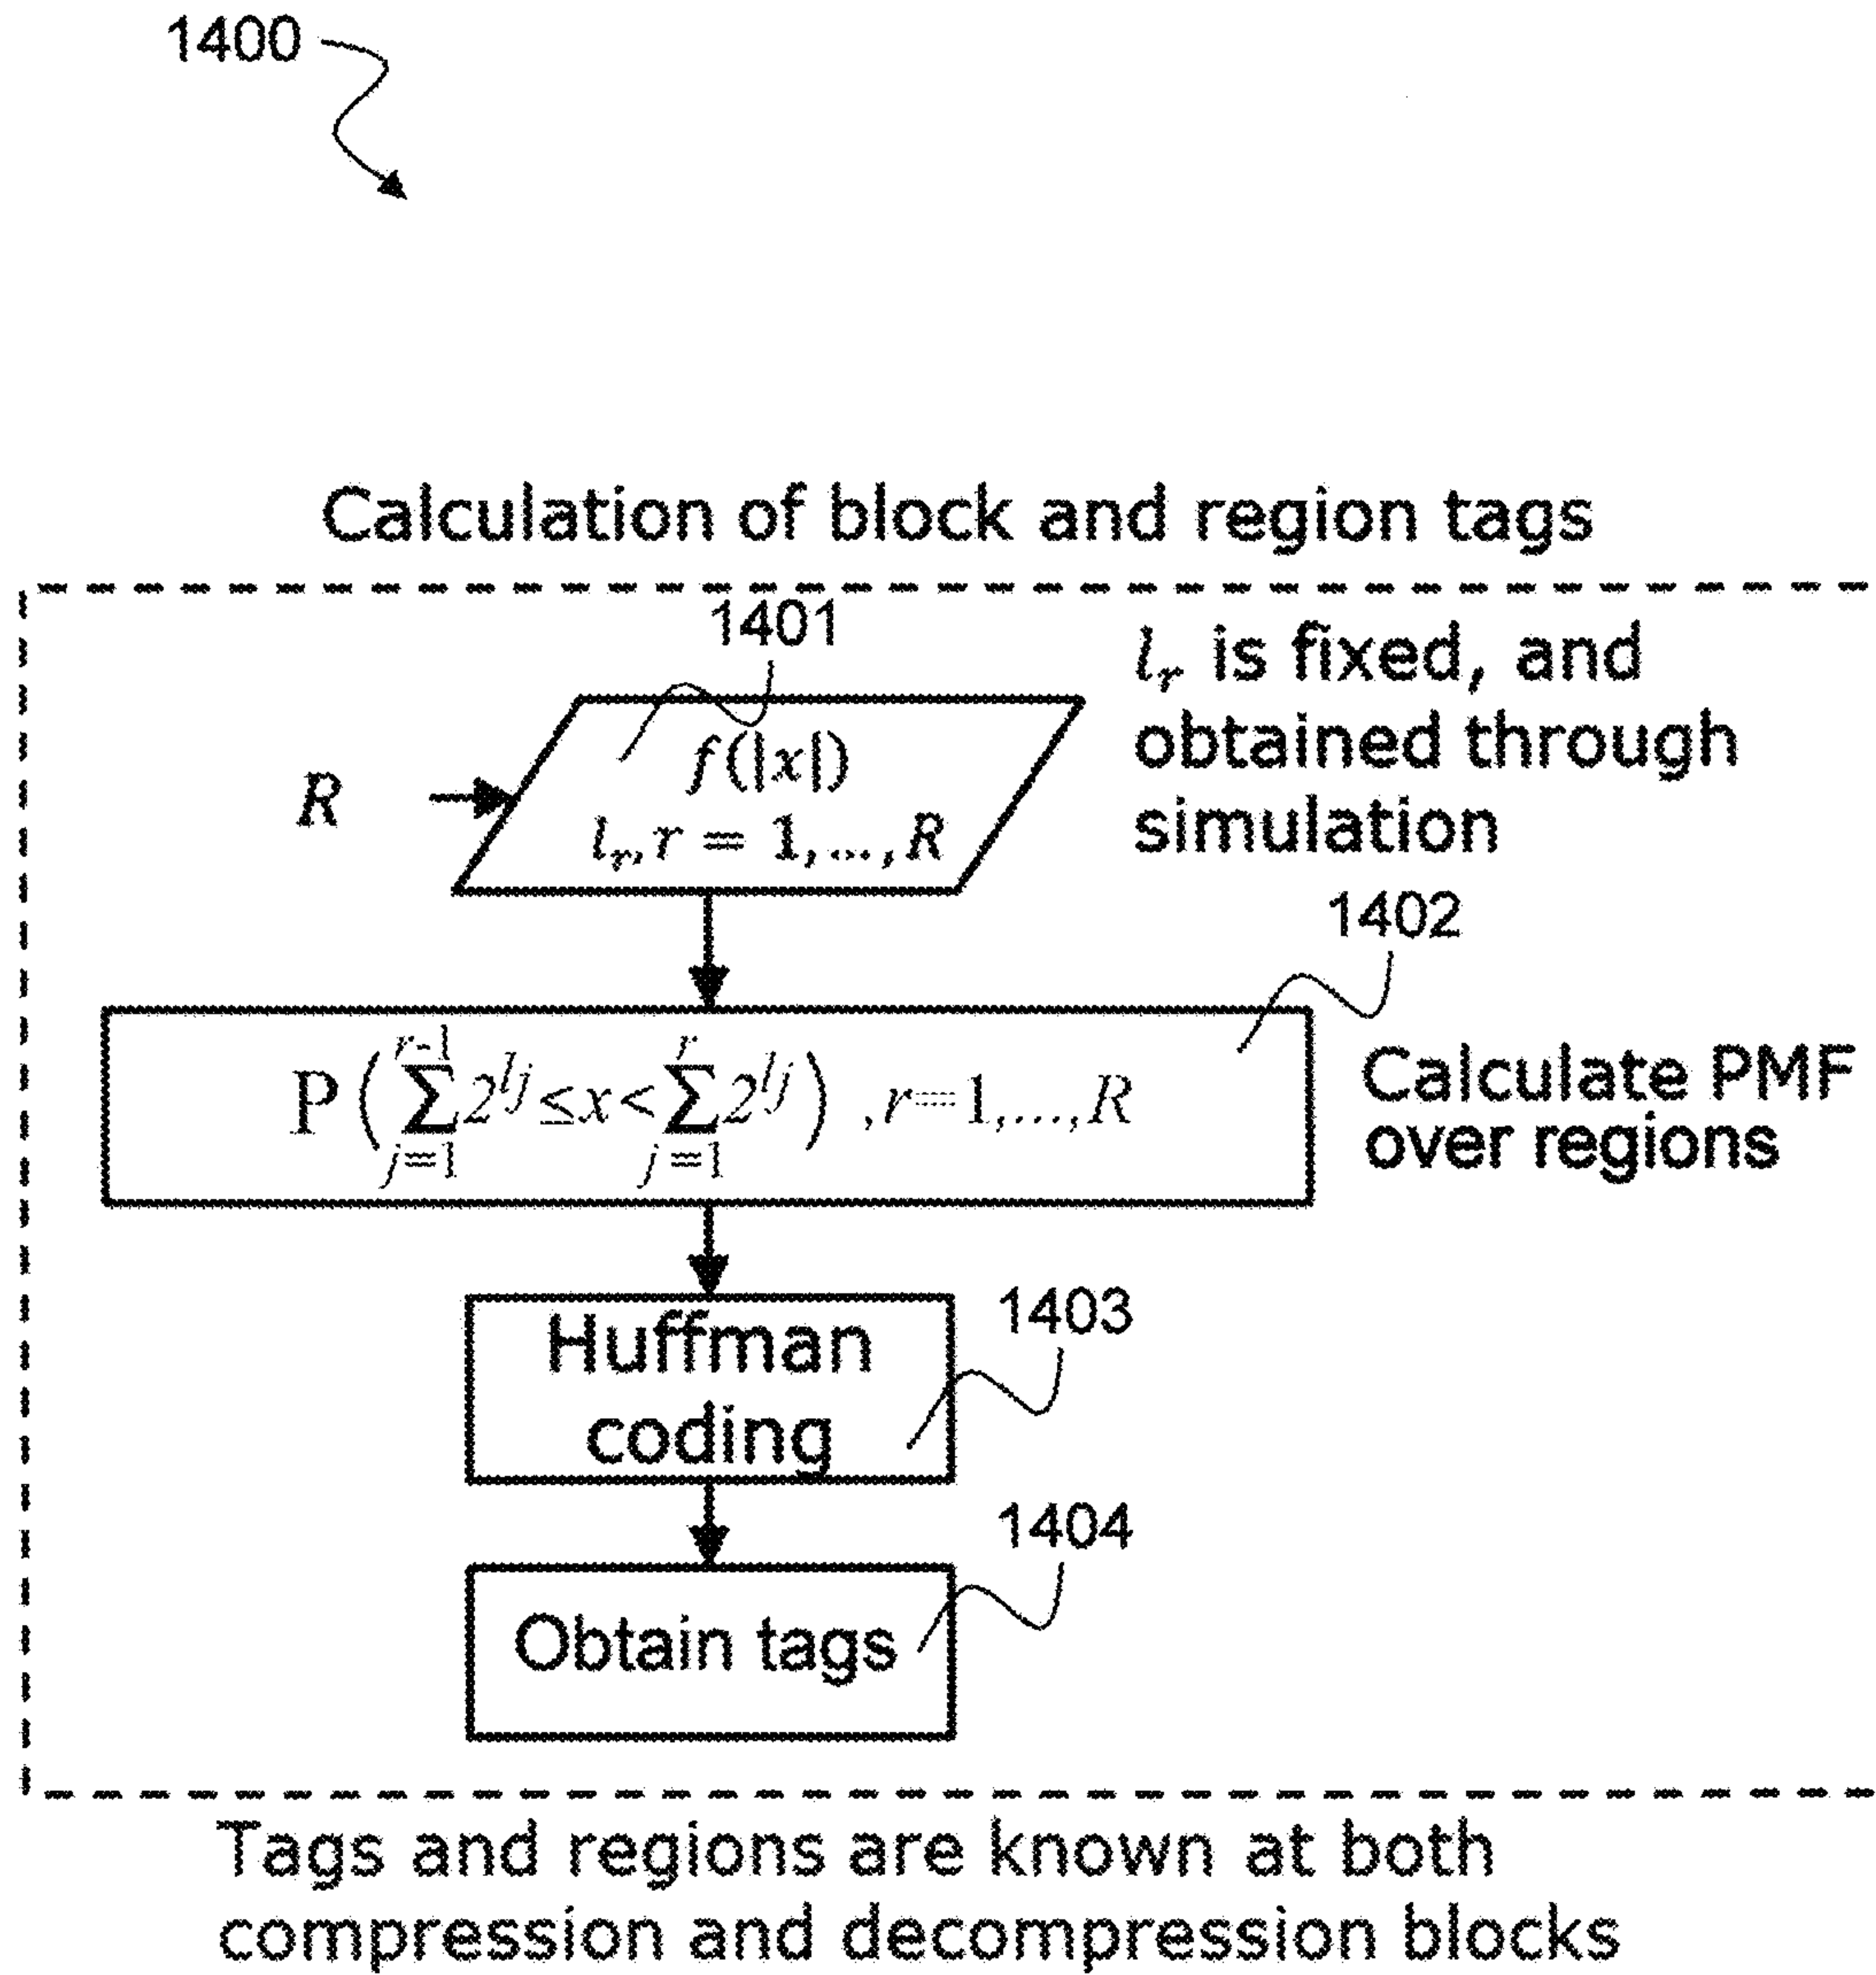 1400
Calculation of block and region tags
1401
l_r is fixed, and
obtained through
simulation
R
f(|x|)
l_r, r = 1,...,R
1402
P(∑_{j=1}^{r-1} 2^{l_j} ≤ x < ∑_{j=1}^{r} 2^{l_j}) ,r=1,...,R
Calculate PMF
over regions
1403
Huffman
coding
1404
Obtain tags
Tags and regions are known at both
compression and decompression blocks